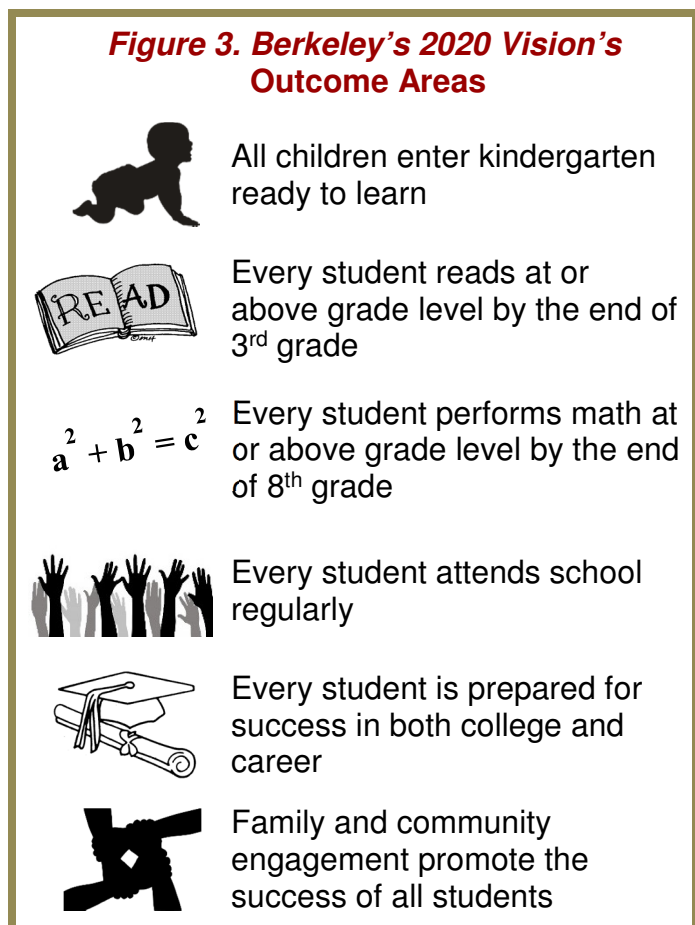 Figure 3. Berkeley’s 2020 Vision’s
Outcome Areas
All children enter kindergarten
ready to learn
READ
Every student reads at or
above grade level by the end of
3rd grade
a² + b² = c²
Every student performs math at
or above grade level by the end
of 8th grade
Every student attends school
regularly
Every student is prepared for
success in both college and
career
Family and community
engagement promote the
success of all students